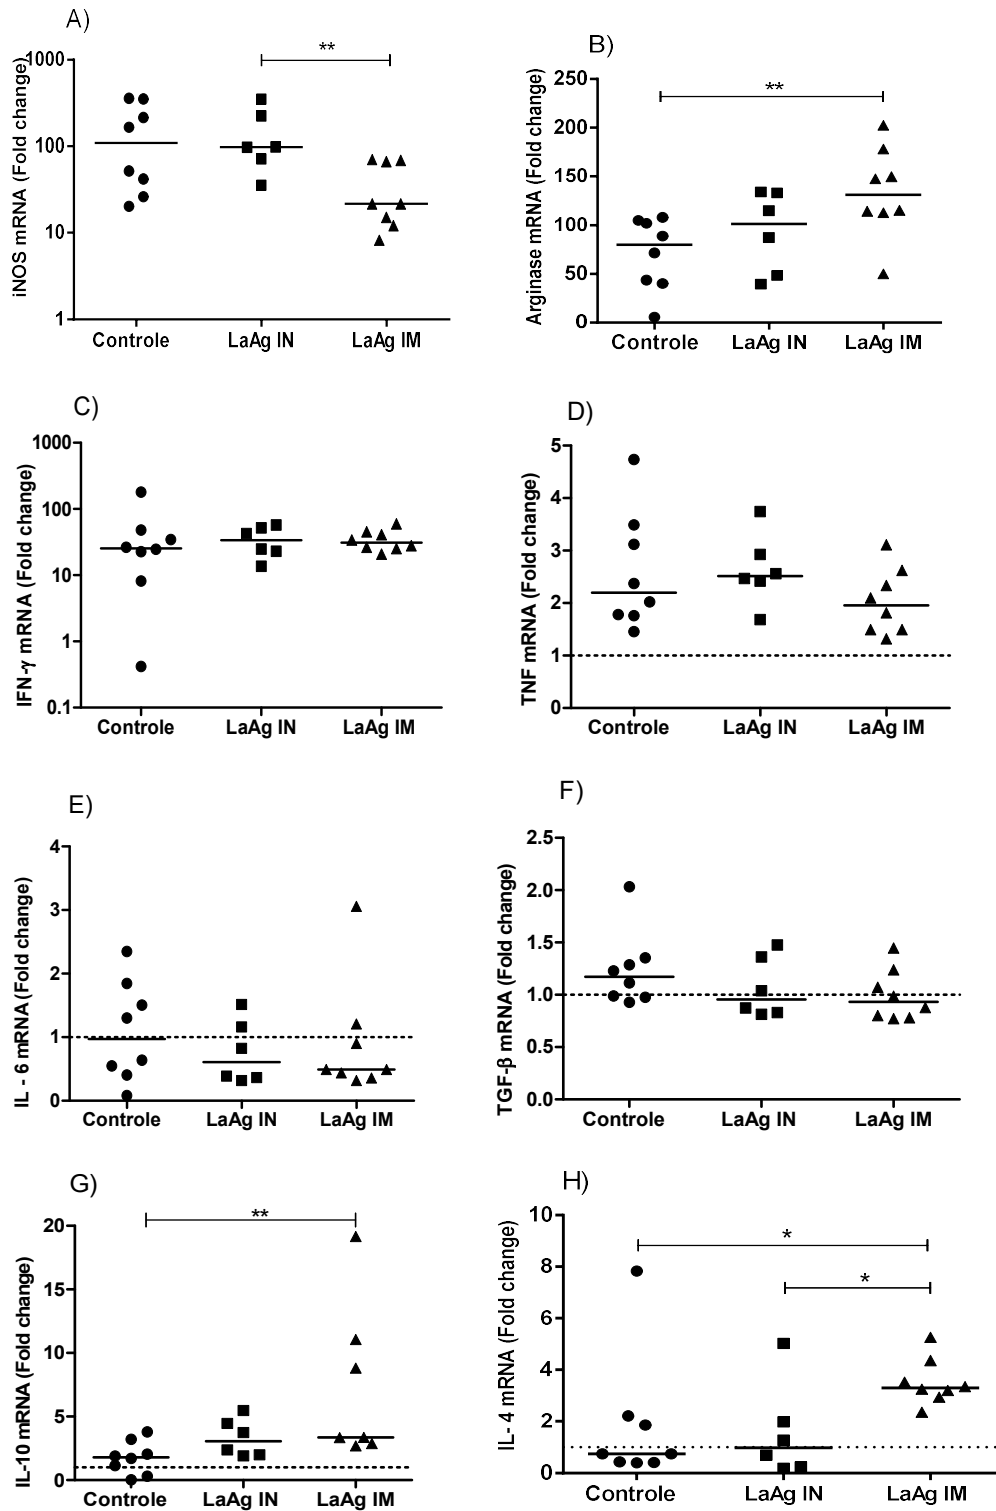 A)
iNOS mRNA (Fold change)
1000
100
10
1
**
Controle LaAg IN LaAg IM
B)
Arginase mRNA (Fold change)
250
200
150
100
50
0
**
Controle LaAg IN LaAg IM
C)
IFN-γ mRNA (Fold change)
1000
100
10
1
0.1
Controle LaAg IN LaAg IM
D)
TNF mRNA (Fold change)
5
4
3
2
1
0
Controle LaAg IN LaAg IM
E)
IL - 6 mRNA (Fold change)
4
3
2
1
0
Controle LaAg IN LaAg IM
F)
TGF-β mRNA (Fold change)
2.5
2.0
1.5
1.0
0.5
0.0
Controle LaAg IN LaAg IM
G)
IL-10 mRNA (Fold change)
20
15
10
5
0
**
Controle LaAg IN LaAg IM
H)
IL- 4 mRNA (Fold change)
10
8
6
4
2
0
*
*
Controle LaAg IN LaAg IM